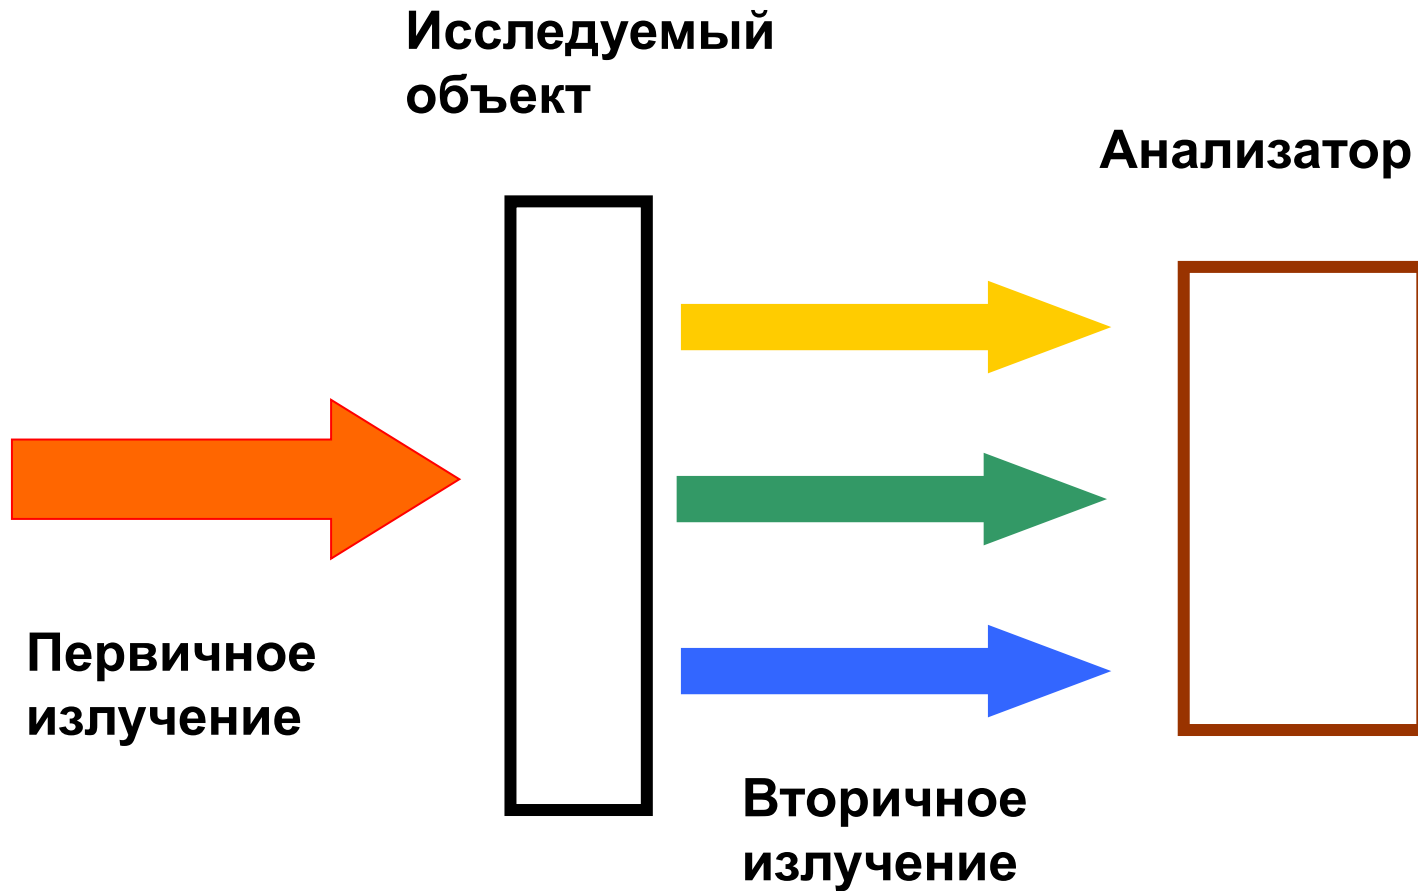 Исследуемый
объект
Анализатор
Первичное
излучение
Вторичное
излучение